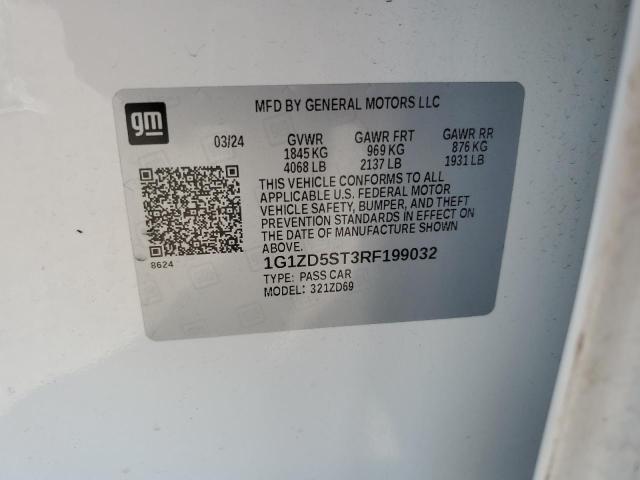 MFD BY GENERAL MOTORS LLC
gm
03/24 GVWR GAWR FRT GAWR RR
1845 KG 969 KG 876 KG
4068 LB 2137 LB 1931 LB
THIS VEHICLE CONFORMS TO ALL
APPLICABLE U.S. FEDERAL MOTOR
VEHICLE SAFETY, BUMPER, AND THEFT
PREVENTION STANDARDS IN EFFECT ON
THE DATE OF MANUFACTURE SHOWN
ABOVE.
8624
1G1ZD5ST3RF199032
TYPE: PASS CAR
MODEL: 321ZD69